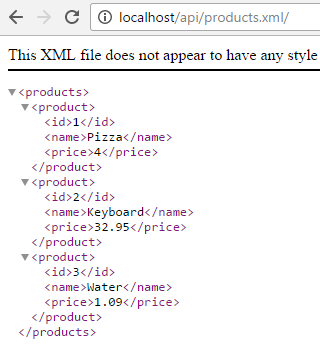 localhost/api/products.xml/
This XML file does not appear to have any style
<products>
<product>
<id>1</id>
<name>Pizza</name>
<price>4</price>
</product>
<product>
<id>2</id>
<name>Keyboard</name>
<price>32.95</price>
</product>
<product>
<id>3</id>
<name>Water</name>
<price>1.09</price>
</product>
</products>